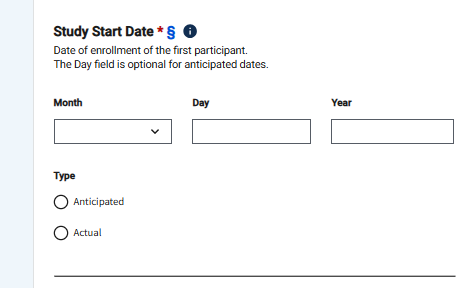 Study Start Date * § i
Date of enrollment of the first participant.
The Day field is optional for anticipated dates.
Month Day Year
Type
Anticipated
Actual